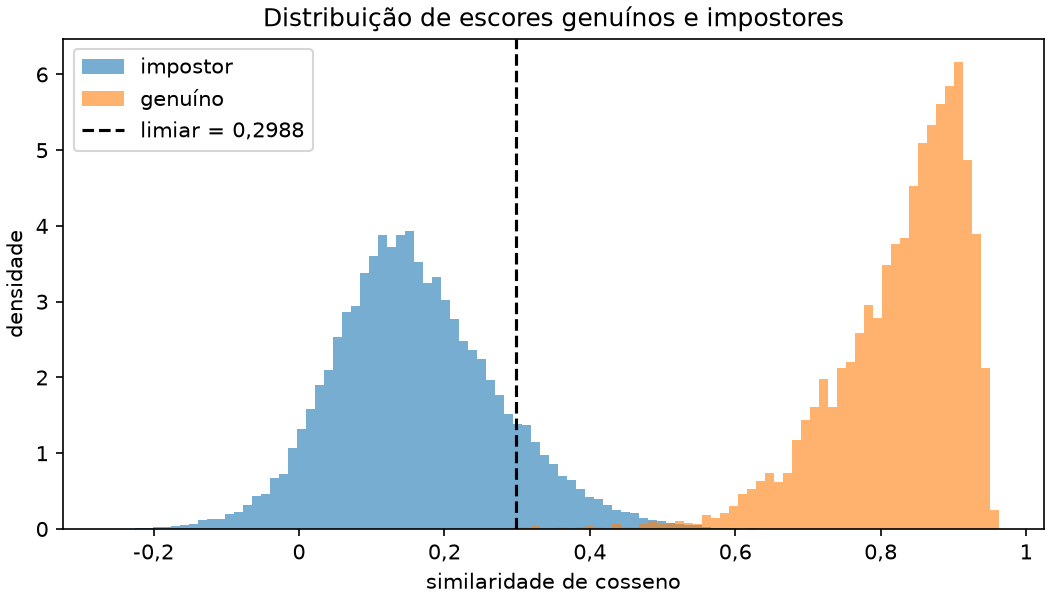 Distribuição de escores genuínos e impostores
impostor
genuíno
limiar = 0,2988
densidade
6
5
4
3
2
1
0
-0,2
0
0,2
0,4
0,6
0,8
1
similaridade de cosseno